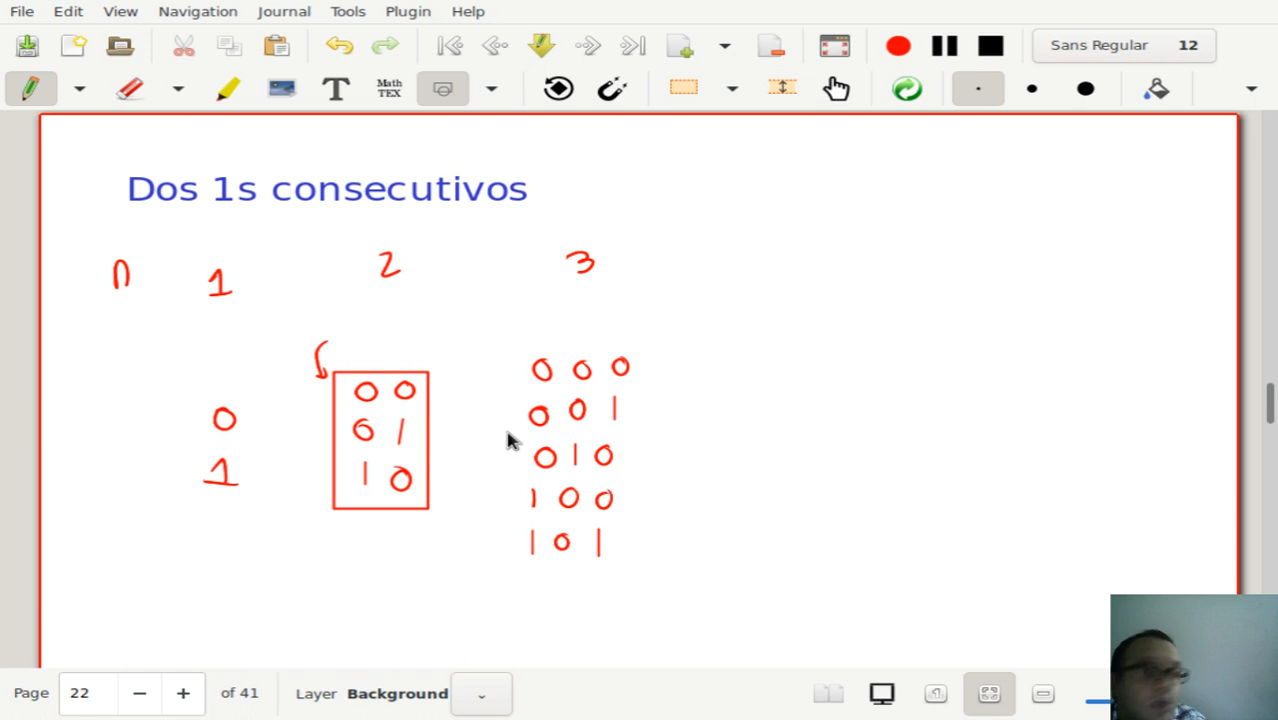 File Edit View Navigation Journal Tools Plugin Help
Sans Regular 12
T Math TEX
Dos 1s consecutivos
n 1 2 3
0 0 0 0 0
0 0 1
0 0 1 0 1 0
1 1 0 1 0 0
1 0 1
Page 22 of 41 Layer Background